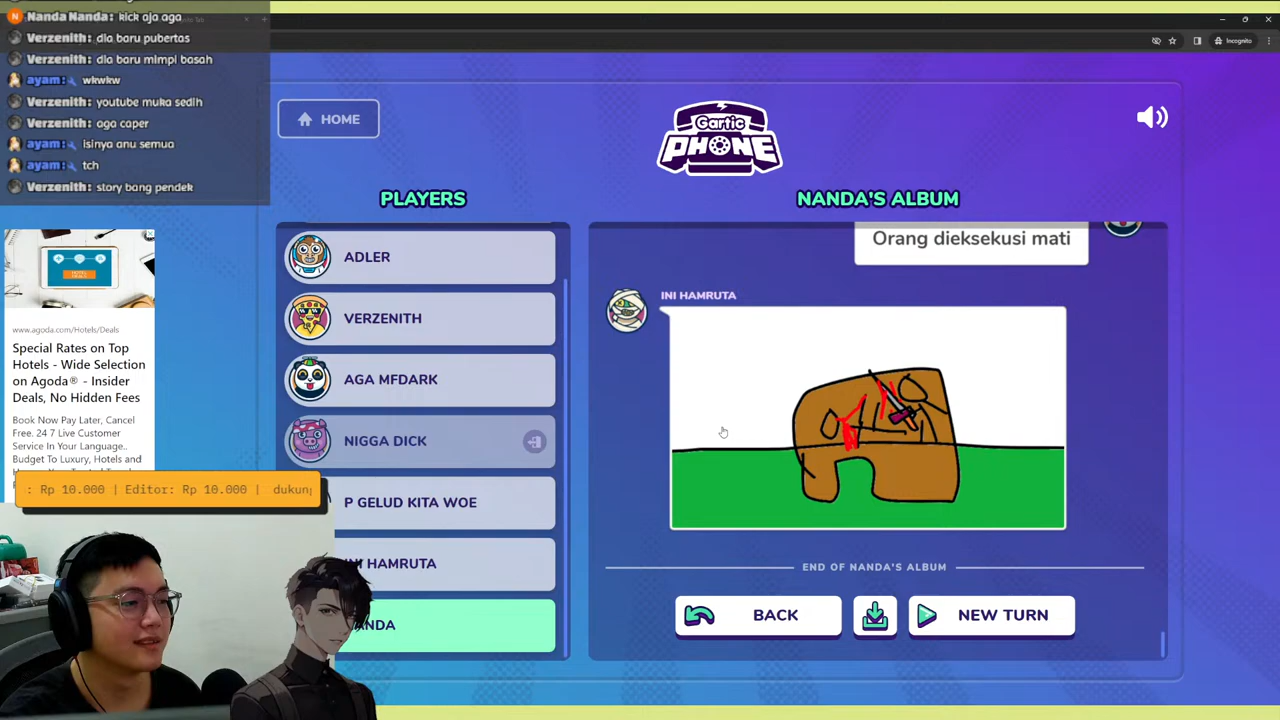 Nanda Nanda: kick aja aga
Verzenith: dia baru pubertas
Verzenith: dia baru mimpi basah
ayam: wkwkw
Verzenith: youtube muka sedih
Verzenith: aga caper
ayam: isinya anu semua
ayam: tch
Verzenith: story bang pendek
Incognito
HOME
Gartic
PHONE
PLAYERS
ADLER
VERZENITH
AGA MFDARK
NIGGA DICK
P GELUD KITA WOE
HAMRUTA
NANDA'S ALBUM
Orang dieksekusi mati
INI HAMRUTA
END OF NANDA'S ALBUM
BACK
NEW TURN
www.agoda.com/Hotels/Deals
Special Rates on Top
Hotels - Wide Selection
on Agoda® - Insider
Deals, No Hidden Fees
Book Now Pay Later, Cancel
Free. 24 7 Live Customer
Service In Your Language..
Budget To Luxury, Hotels and
: Rp 10.000 | Editor: Rp 10.000 | dukung